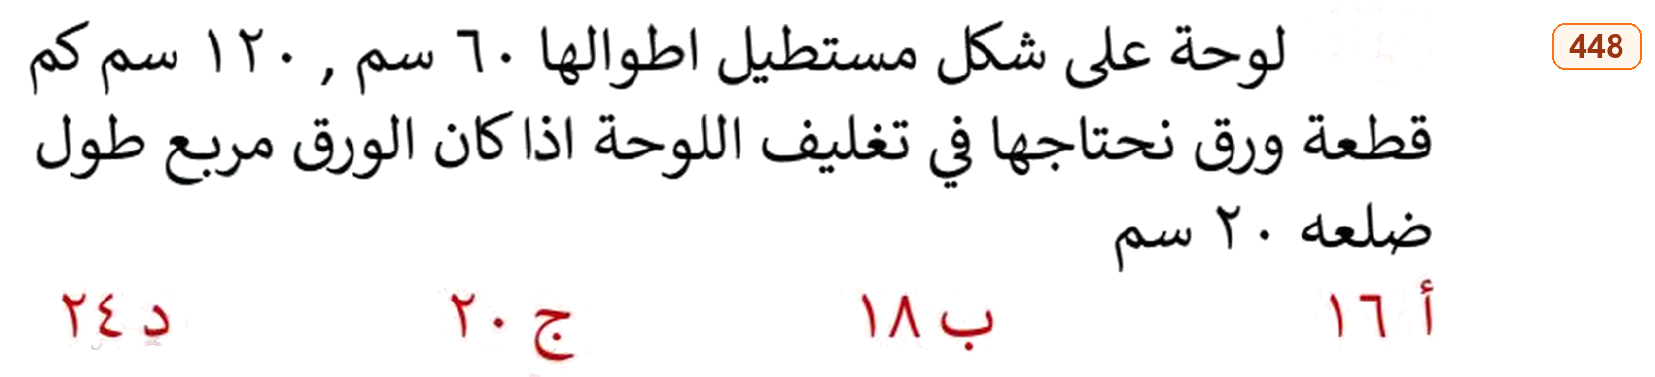 448
لوحة على شكل مستطيل اطوالها ٦٠ سم , ١٢٠ سم كم
قطعة ورق نحتاجها في تغليف اللوحة اذا كان الورق مربع طول
ضلعه ٢٠ سم
أ ١٦ ب ١٨ ج ٢٠ د ٢٤